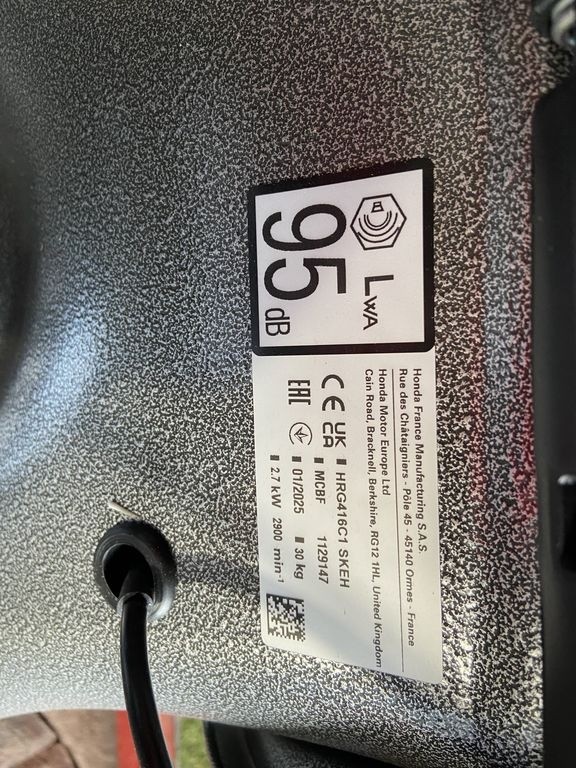 LWA
95 dB
Honda France Manufacturing S.A.S.
Rue des Châtaigniers - Pôle 45 - 45140 Ormes - France
Honda Motor Europe Ltd
Cain Road, Bracknell, Berkshire, RG12 1HL, United Kingdom
CE UKCA HRG416C1 SKEH
MCBF 1129147
EAC 01/2025 30 kg
2.7 kW 2900 min⁻¹